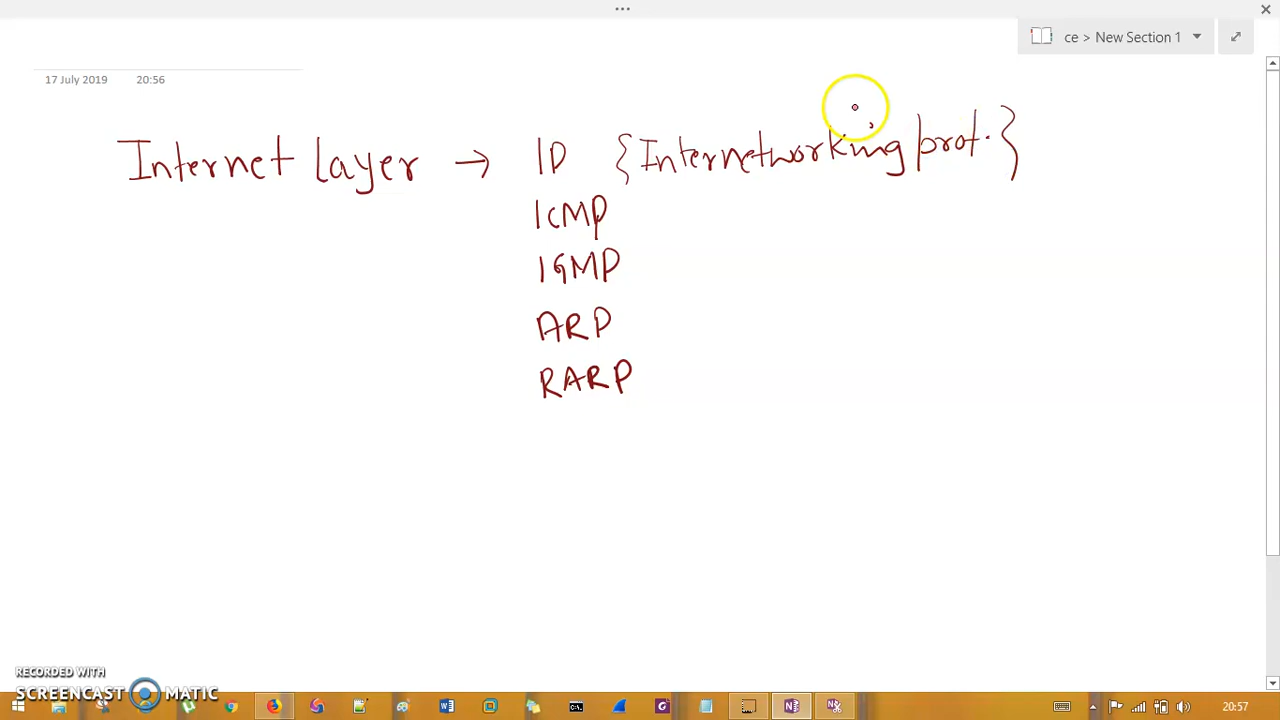 ce > New Section 1
17 July 2019 20:56
Internet Layer → IP {Internetworking prot.}
ICMP
IGMP
ARP
RARP
RECORDED WITH
SCREENCAST MATIC
20:57